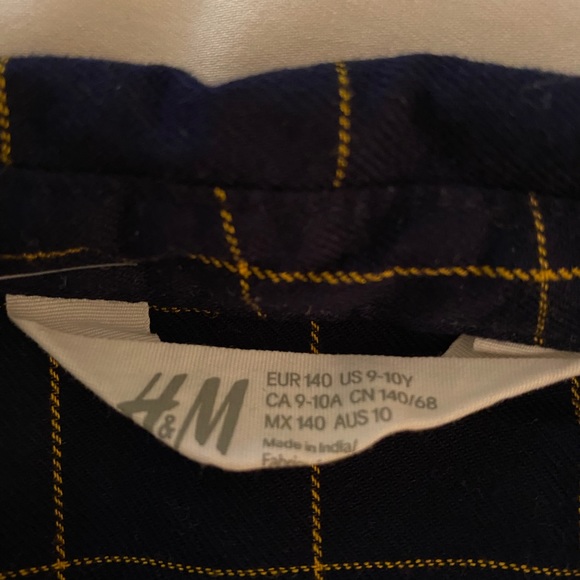 H&M
EUR 140 US 9-10Y
CA 9-10A CN 140/68
MX 140 AUS 10
Made in India/